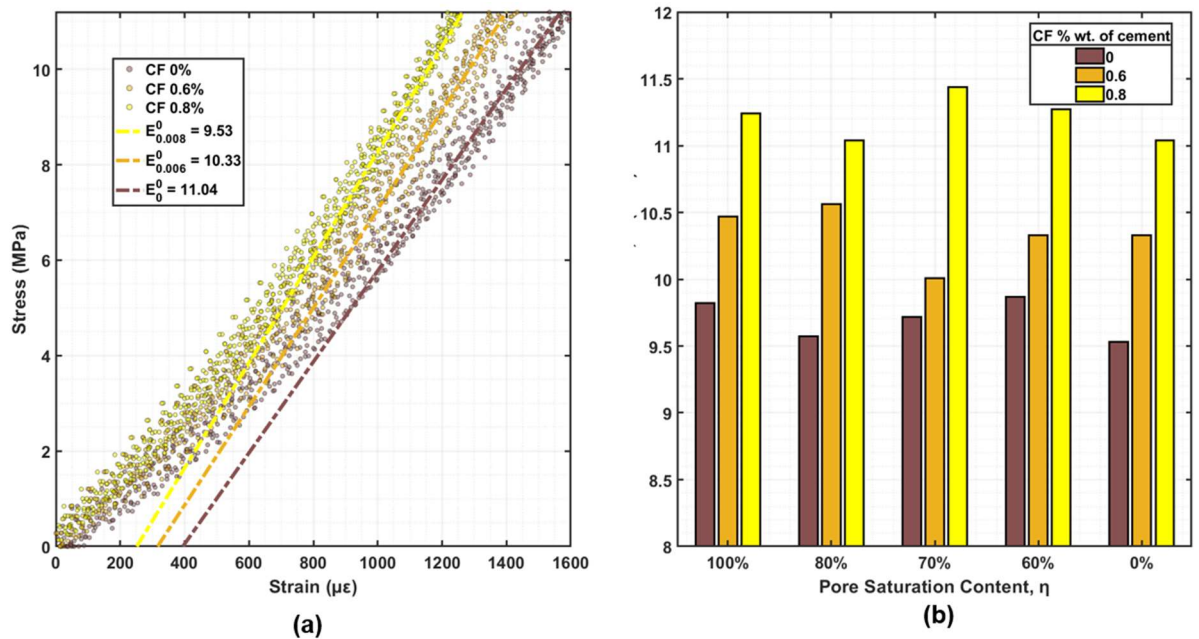 CF 0%
CF 0.6%
CF 0.8%
E⁰0.008 = 9.53
E⁰0.006 = 10.33
E⁰0 = 11.04
10
8
6
4
2
0
0 200 400 600 800 1000 1200 1400 1600
Stress (MPa)
Strain (με)
(a)
CF % wt. of cement
0
0.6
0.8
12
11.5
11
10.5
10
9.5
9
8.5
8
100% 80% 70% 60% 0%
Pore Saturation Content, η
(b)